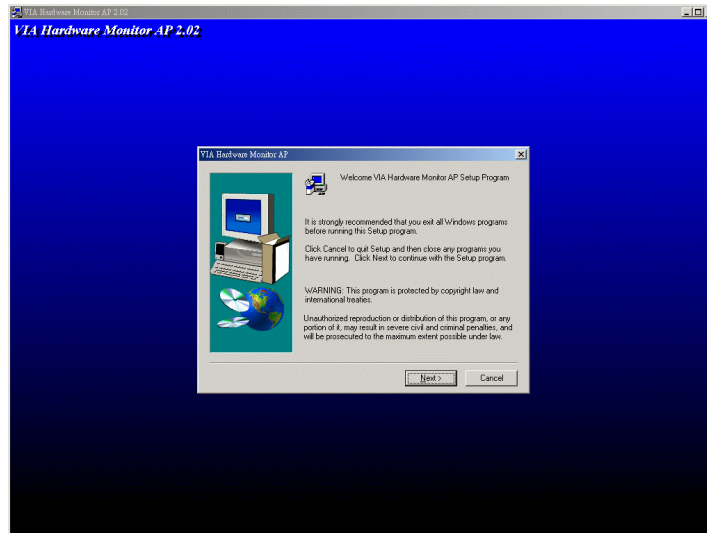 VIA Hardware Monitor AP 2.02
VIA Hardware Monitor AP 2.02
VIA Hardware Monitor AP
Welcome VIA Hardware Monitor AP Setup Program
It is strongly recommended that you exit all Windows programs
before running this Setup program.
Click Cancel to quit Setup and then close any programs you
have running. Click Next to continue with the Setup program.
WARNING: This program is protected by copyright law and
international treaties.
Unauthorized reproduction or distribution of this program, or any
portion of it, may result in severe civil and criminal penalties, and
will be prosecuted to the maximum extent possible under law.
Next >
Cancel